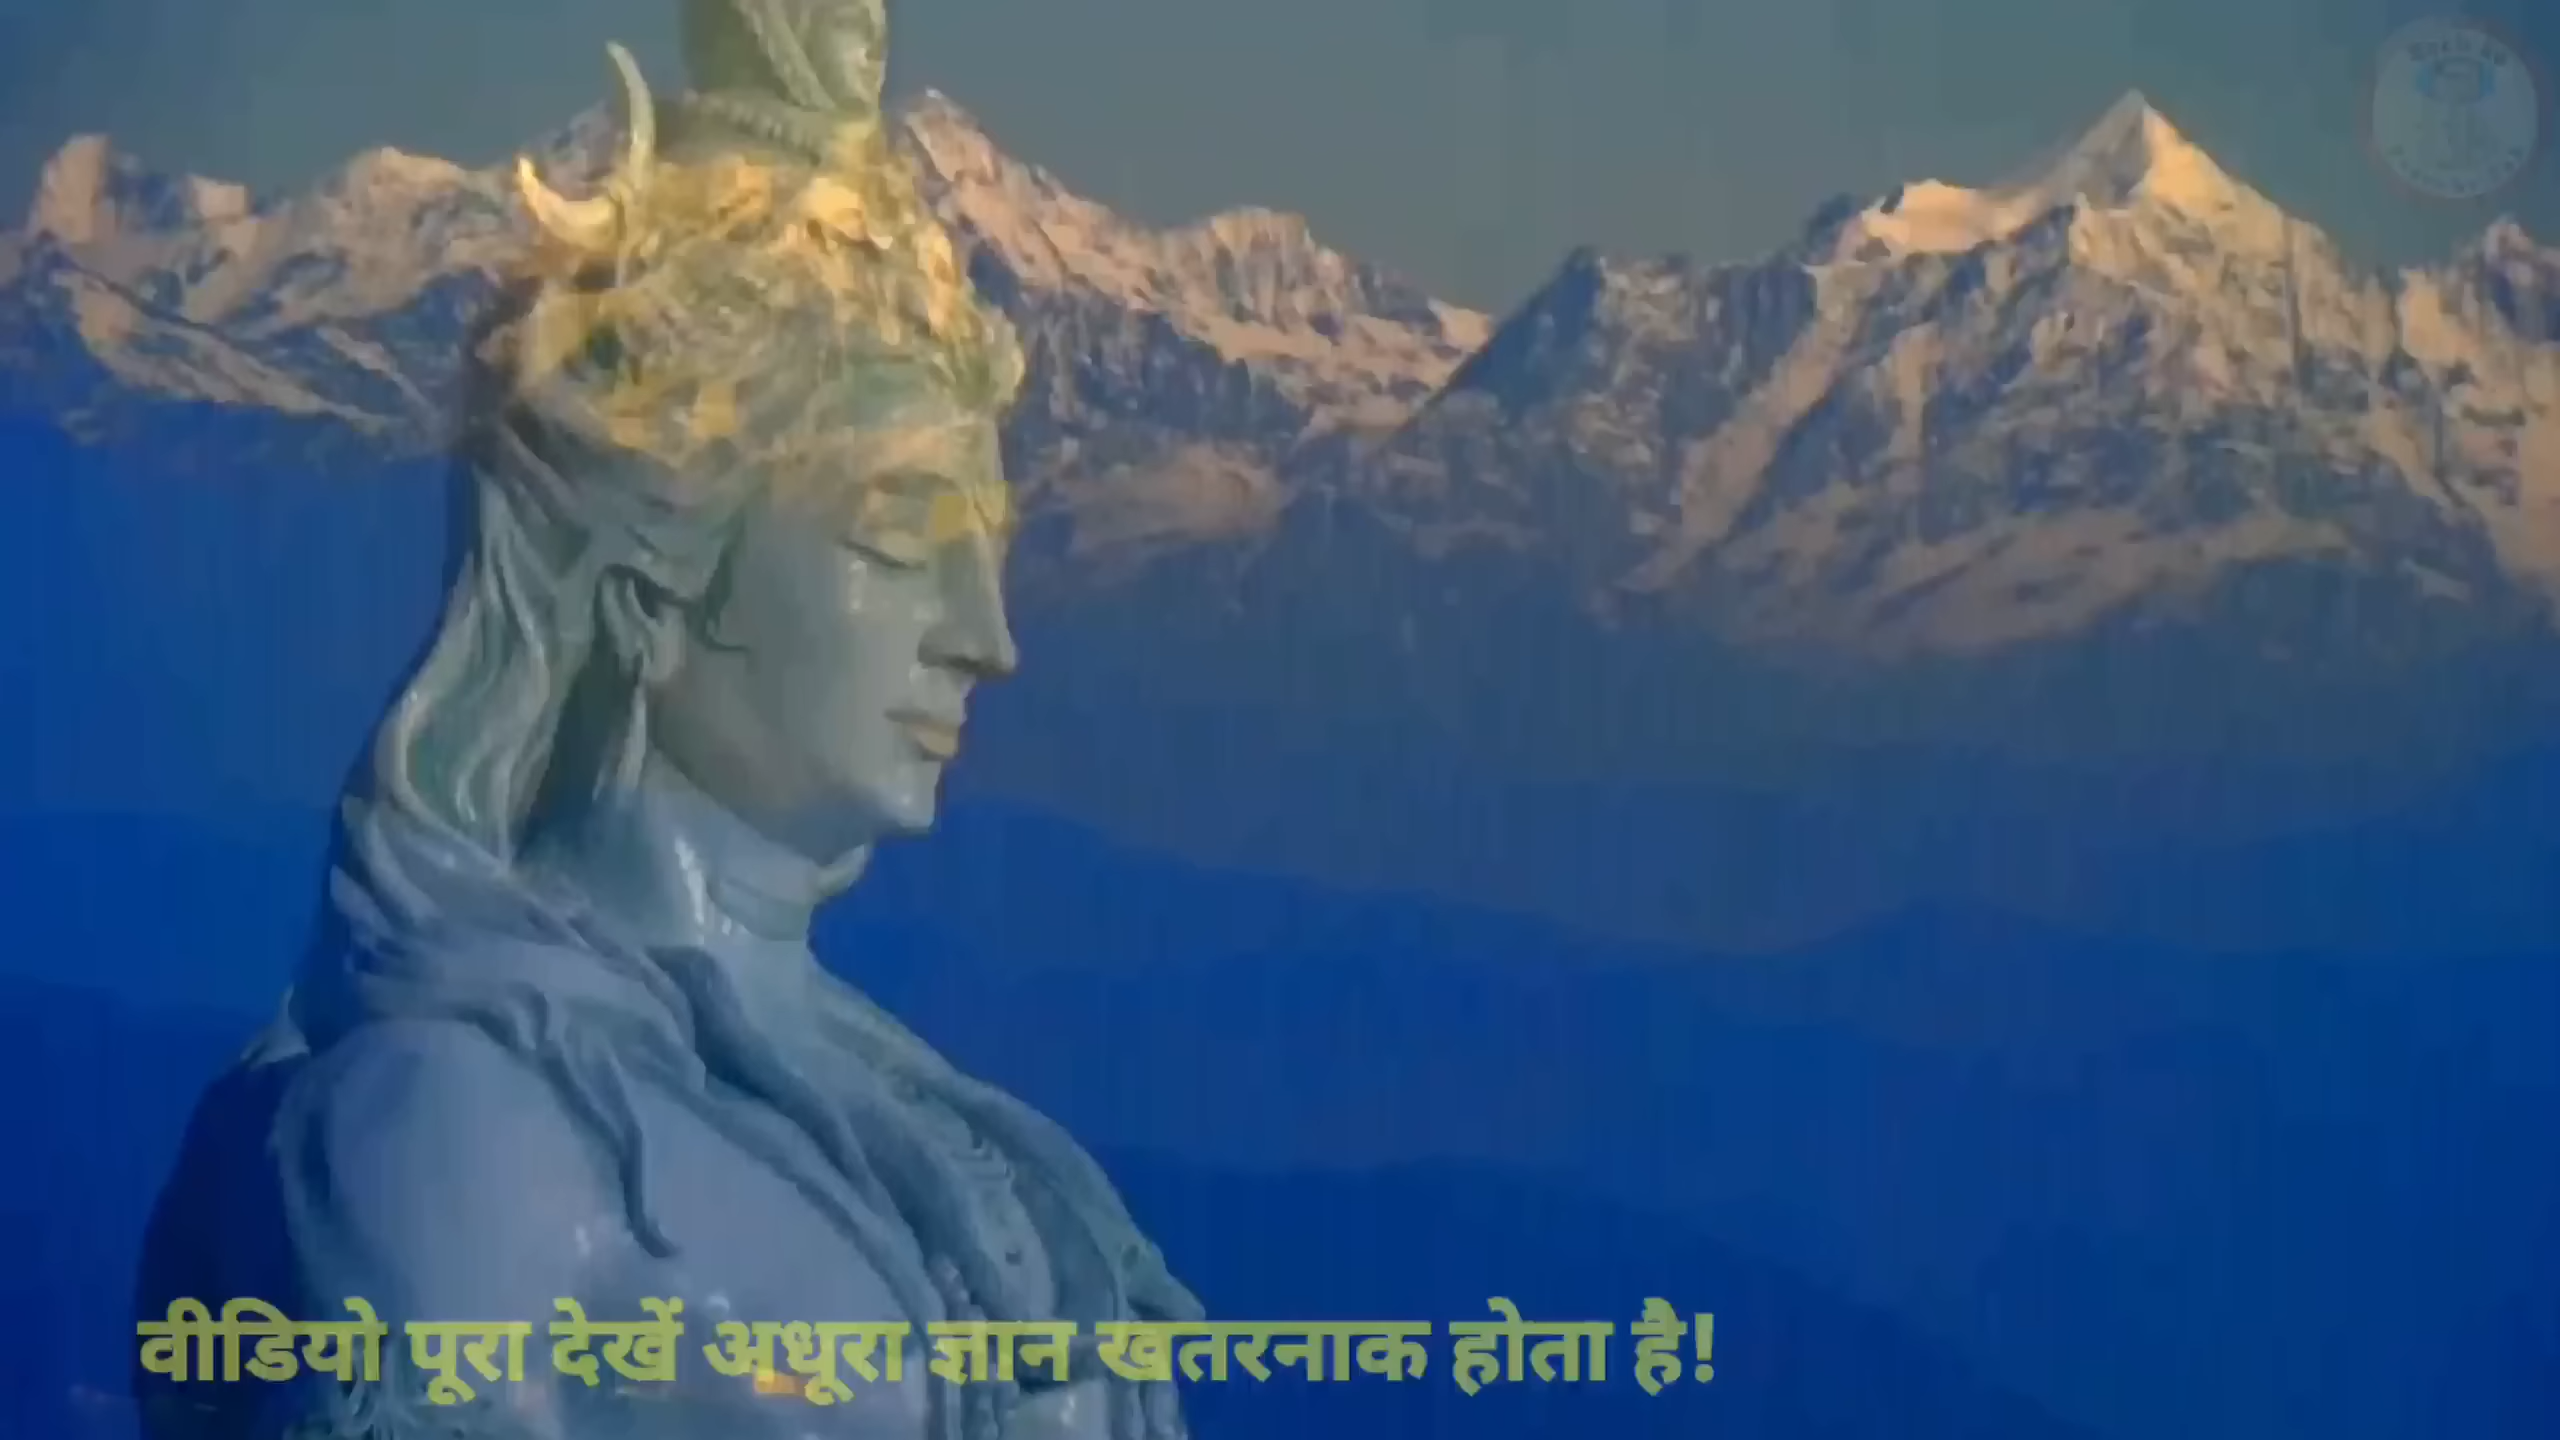 वीडियो पूरा देखें अधूरा ज्ञान खतरनाक होता है!